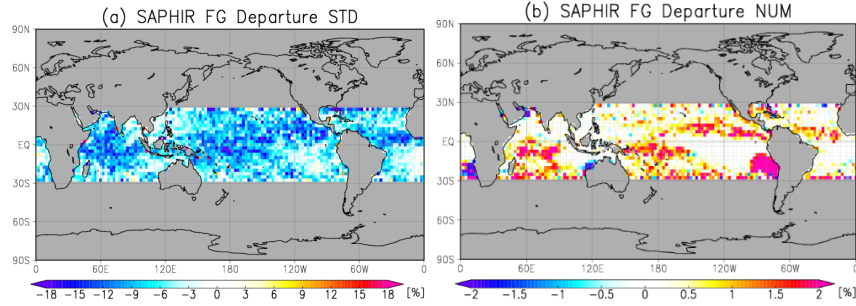 (a) SAPHIR FG Departure STD
90N
60N
30N
EQ
30S
60S
90S
0 60E 120E 180 120W 60W 0
-18 -15 -12 -9 -6 -3 0 3 6 9 12 15 18 [%]
(b) SAPHIR FG Departure NUM
90N
60N
30N
EQ
30S
60S
90S
0 60E 120E 180 120W 60W 0
-2 -1.5 -1 -0.5 0 0.5 1 1.5 2 [%]